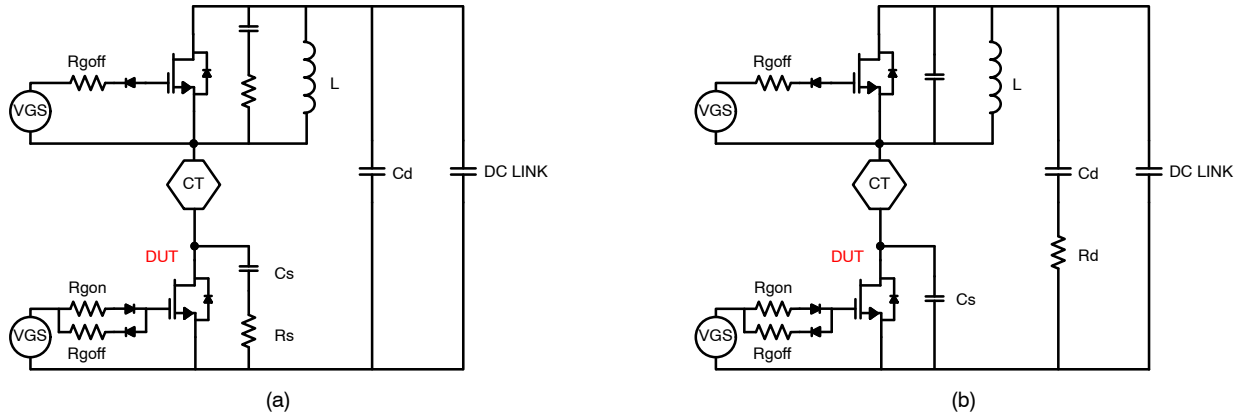 Rgoff
VGS
L
CT
Cd
DC LINK
DUT
Rgon
VGS
Rgoff
Cs
Rs
(a)
Rgoff
VGS
L
CT
Cd
DC LINK
DUT
Rd
Rgon
VGS
Rgoff
Cs
(b)